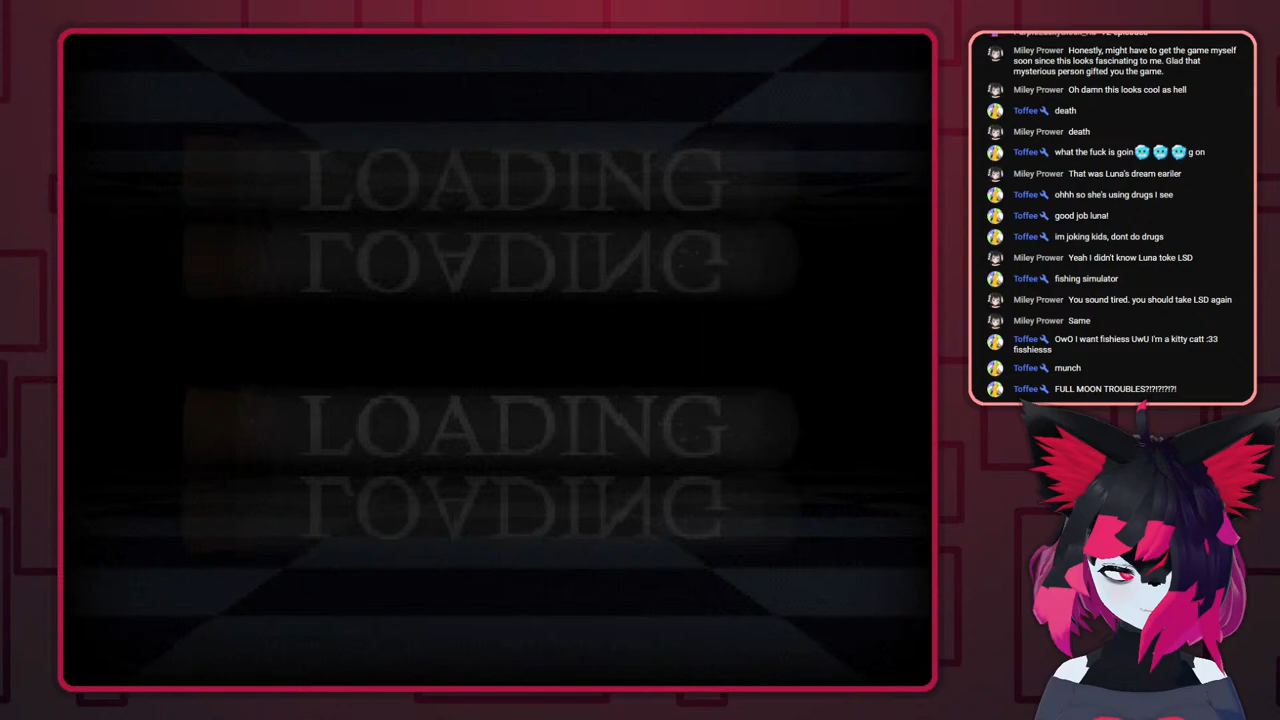 LOADING
LOADING
LOADING
LOADING
Miley Prower Honestly, might have to get the game myself
soon since this looks fascinating to me. Glad that
mysterious person gifted you the game.
Miley Prower Oh damn this looks cool as hell
Toffee death
Miley Prower death
Toffee what the fuck is goin g on
Miley Prower That was Luna's dream eariler
Toffee ohhh so she's using drugs I see
Toffee good job luna!
Toffee im joking kids, dont do drugs
Miley Prower Yeah I didn't know Luna toke LSD
Toffee fishing simulator
Miley Prower You sound tired. you should take LSD again
Miley Prower Same
Toffee OwO I want fishiess UwU I'm a kitty catt :33
fisshiesss
Toffee munch
Toffee FULL MOON TROUBLES?!?!?!?!?!